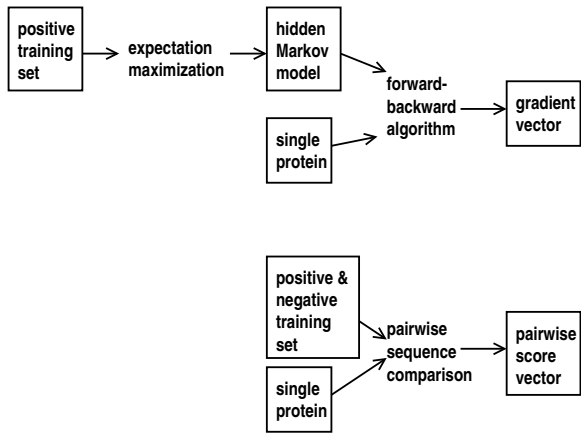 positive
training
set
expectation
maximization
hidden
Markov
model
forward-
backward
algorithm
gradient
vector
single
protein
positive &
negative
training
set
pairwise
sequence
comparison
pairwise
score
vector
single
protein